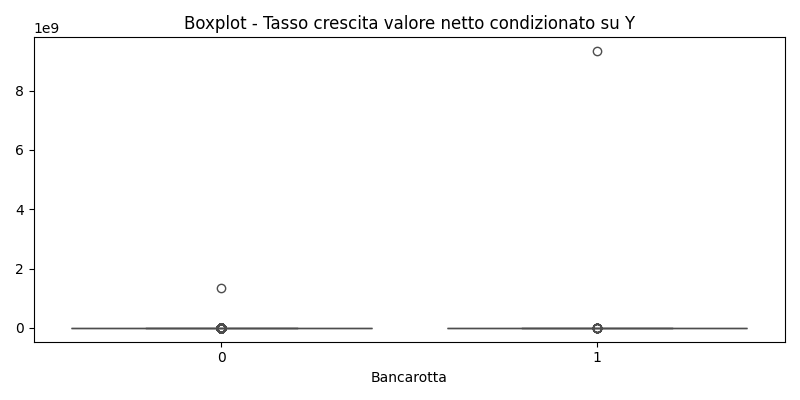 Boxplot - Tasso crescita valore netto condizionato su Y
1e9
8
6
4
2
0
0 1
Bancarotta